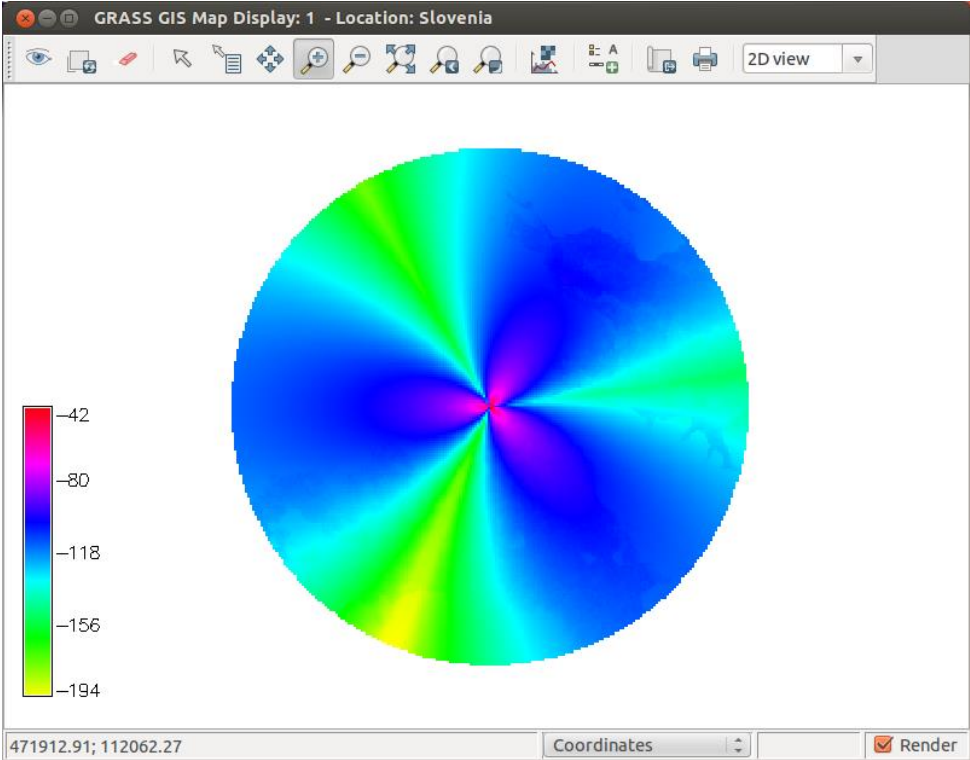 GRASS GIS Map Display: 1 - Location: Slovenia
A
2D view
−42
−80
−118
−156
−194
471912.91; 112062.27
Coordinates
Render